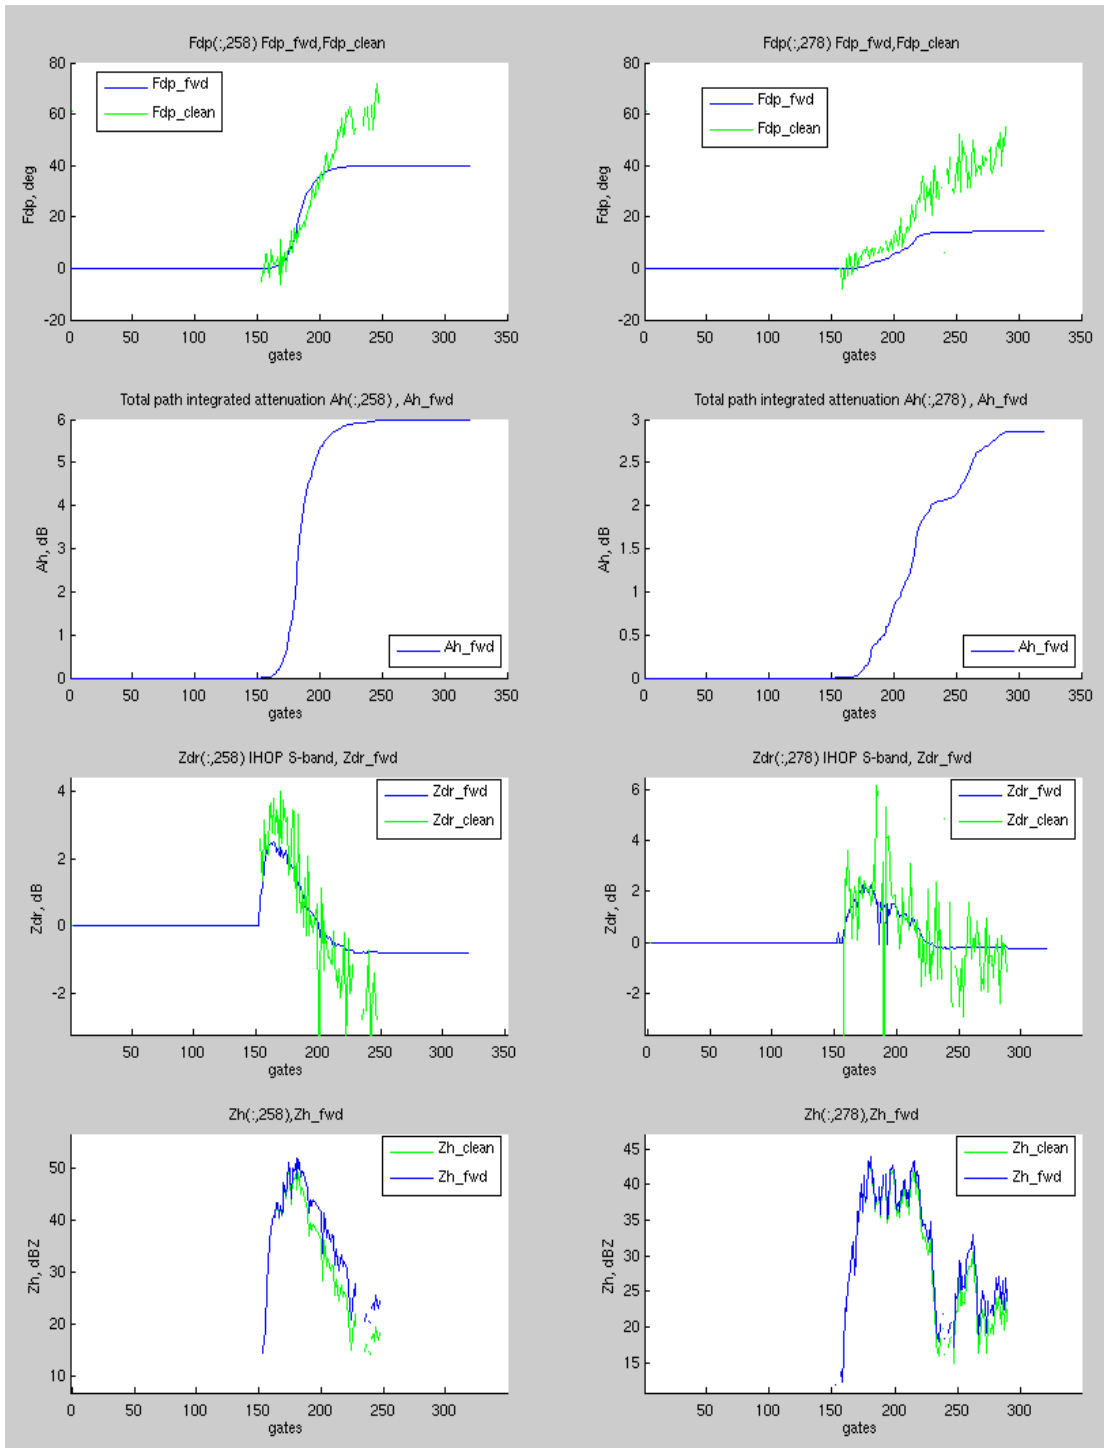 Fdp(:,258) Fdp_fwd,Fdp_clean
80
60
40
20
0
-20
Fdp, deg
Fdp_fwd
Fdp_clean
0 50 100 150 200 250 300 350
gates
Fdp(:,278) Fdp_fwd,Fdp_clean
80
60
40
20
0
-20
Fdp, deg
Fdp_fwd
Fdp_clean
0 50 100 150 200 250 300 350
gates
Total path integrated attenuation Ah(:,258) , Ah_fwd
6
5
4
3
2
1
0
Ah, dB
Ah_fwd
0 50 100 150 200 250 300 350
gates
Total path integrated attenuation Ah(:,278) , Ah_fwd
3
2.5
2
1.5
1
0.5
0
Ah, dB
Ah_fwd
0 50 100 150 200 250 300 350
gates
Zdr(:,258) IHOP S-band, Zdr_fwd
4
2
0
-2
Zdr, dB
Zdr_fwd
Zdr_clean
50 100 150 200 250 300 350
gates
Zdr(:,278) IHOP S-band, Zdr_fwd
6
4
2
0
-2
Zdr, dB
Zdr_fwd
Zdr_clean
0 50 100 150 200 250 300
gates
Zh(:,258),Zh_fwd
50
40
30
20
10
Zh, dBZ
Zh_clean
Zh_fwd
0 50 100 150 200 250 300 350
gates
Zh(:,278),Zh_fwd
45
40
35
30
25
20
15
Zh, dBZ
Zh_clean
Zh_fwd
0 50 100 150 200 250 300 350
gates